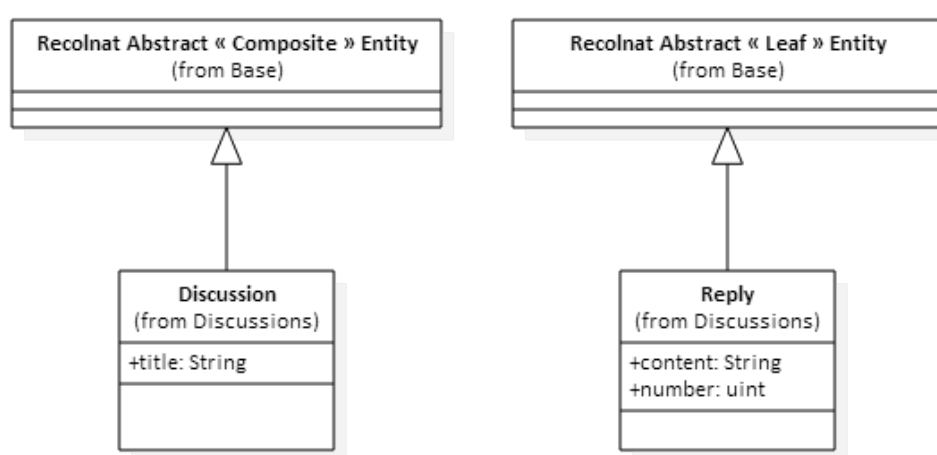 Recolnat Abstract « Composite » Entity
(from Base)
Recolnat Abstract « Leaf » Entity
(from Base)
Discussion
(from Discussions)
+title: String
Reply
(from Discussions)
+content: String
+number: uint